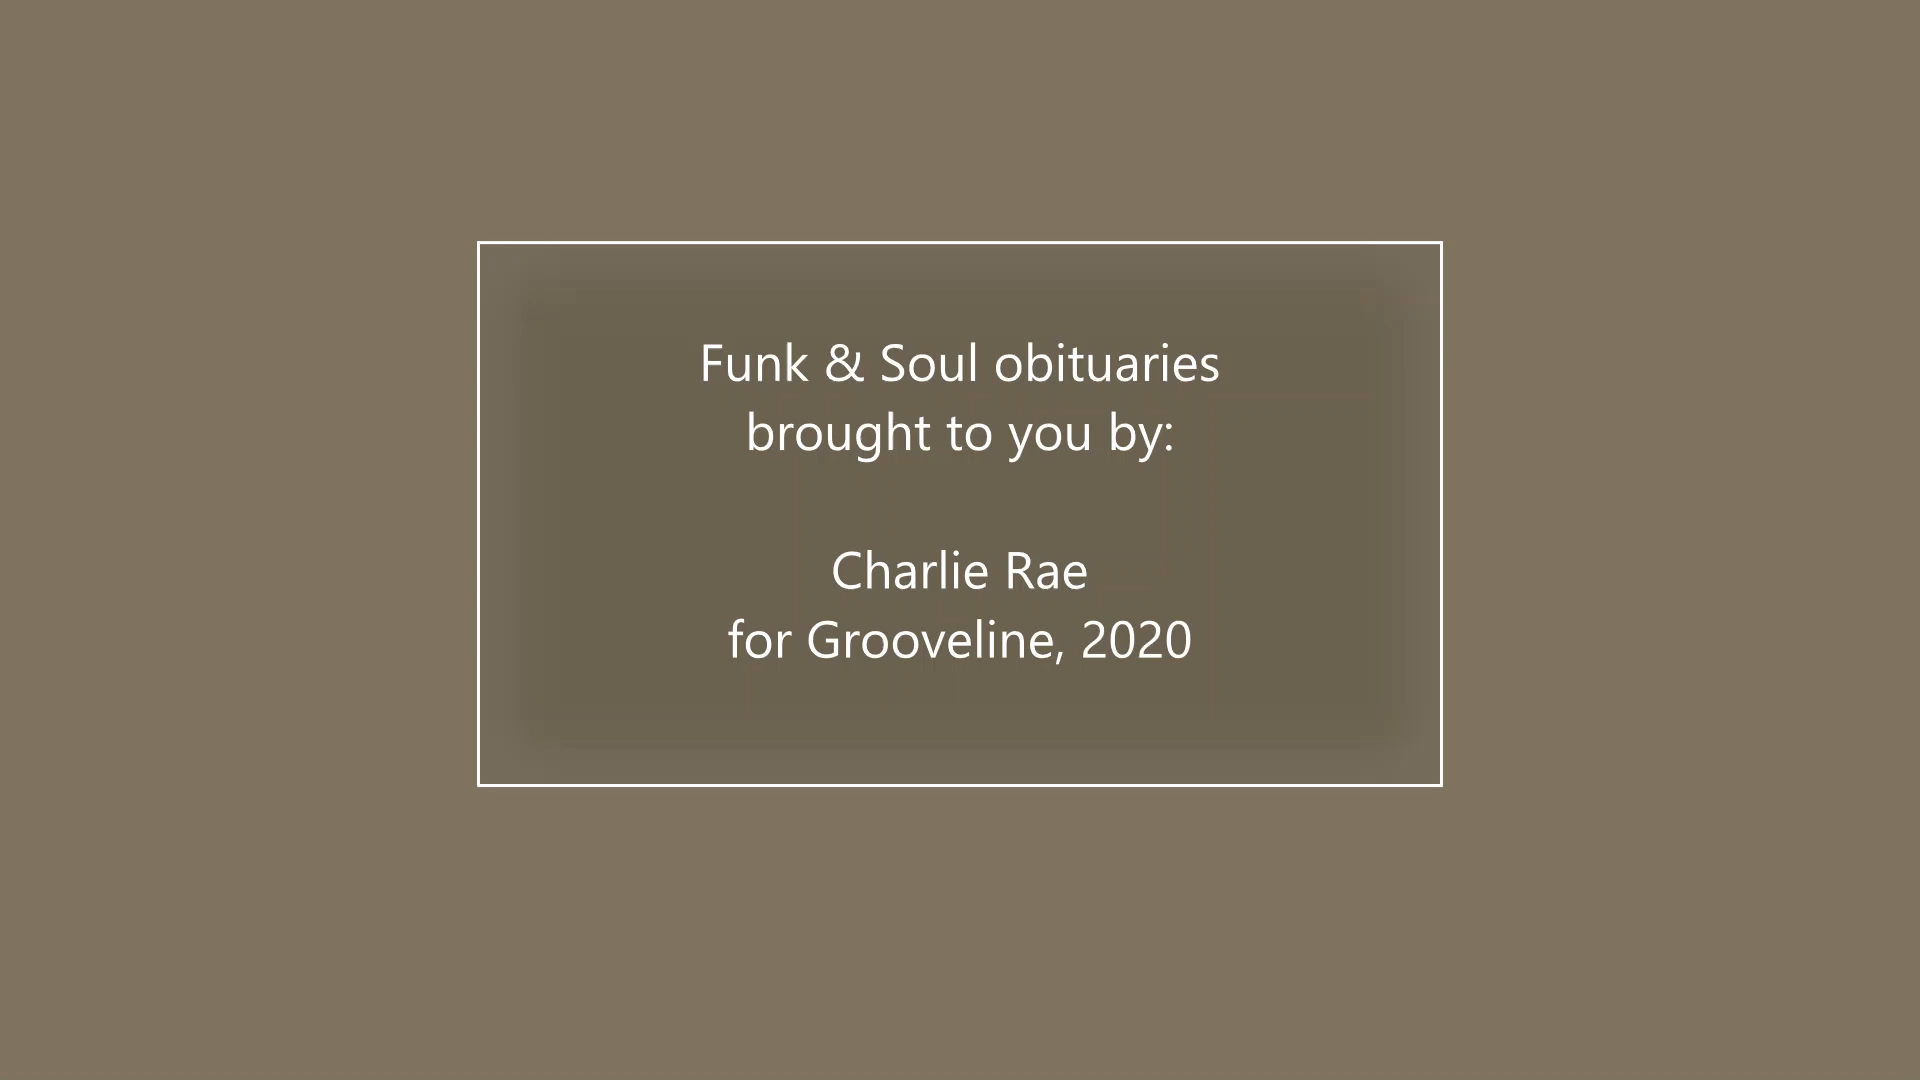 Funk & Soul obituaries
brought to you by:
Charlie Rae
for Grooveline, 2020